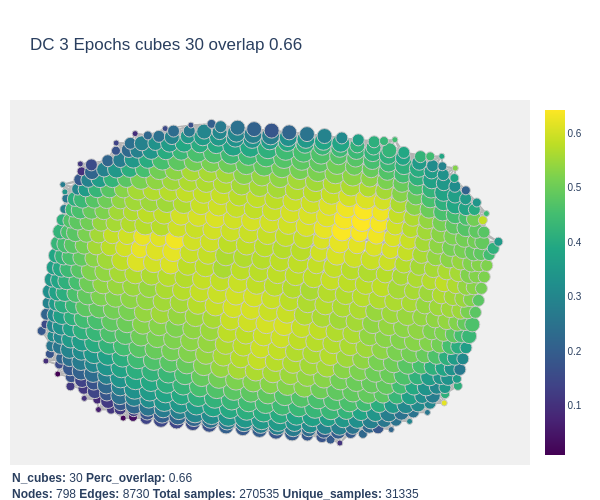 DC 3 Epochs cubes 30 overlap 0.66
0.6
0.5
0.4
0.3
0.2
0.1
N_cubes: 30 Perc_overlap: 0.66
Nodes: 798 Edges: 8730 Total samples: 270535 Unique_samples: 31335